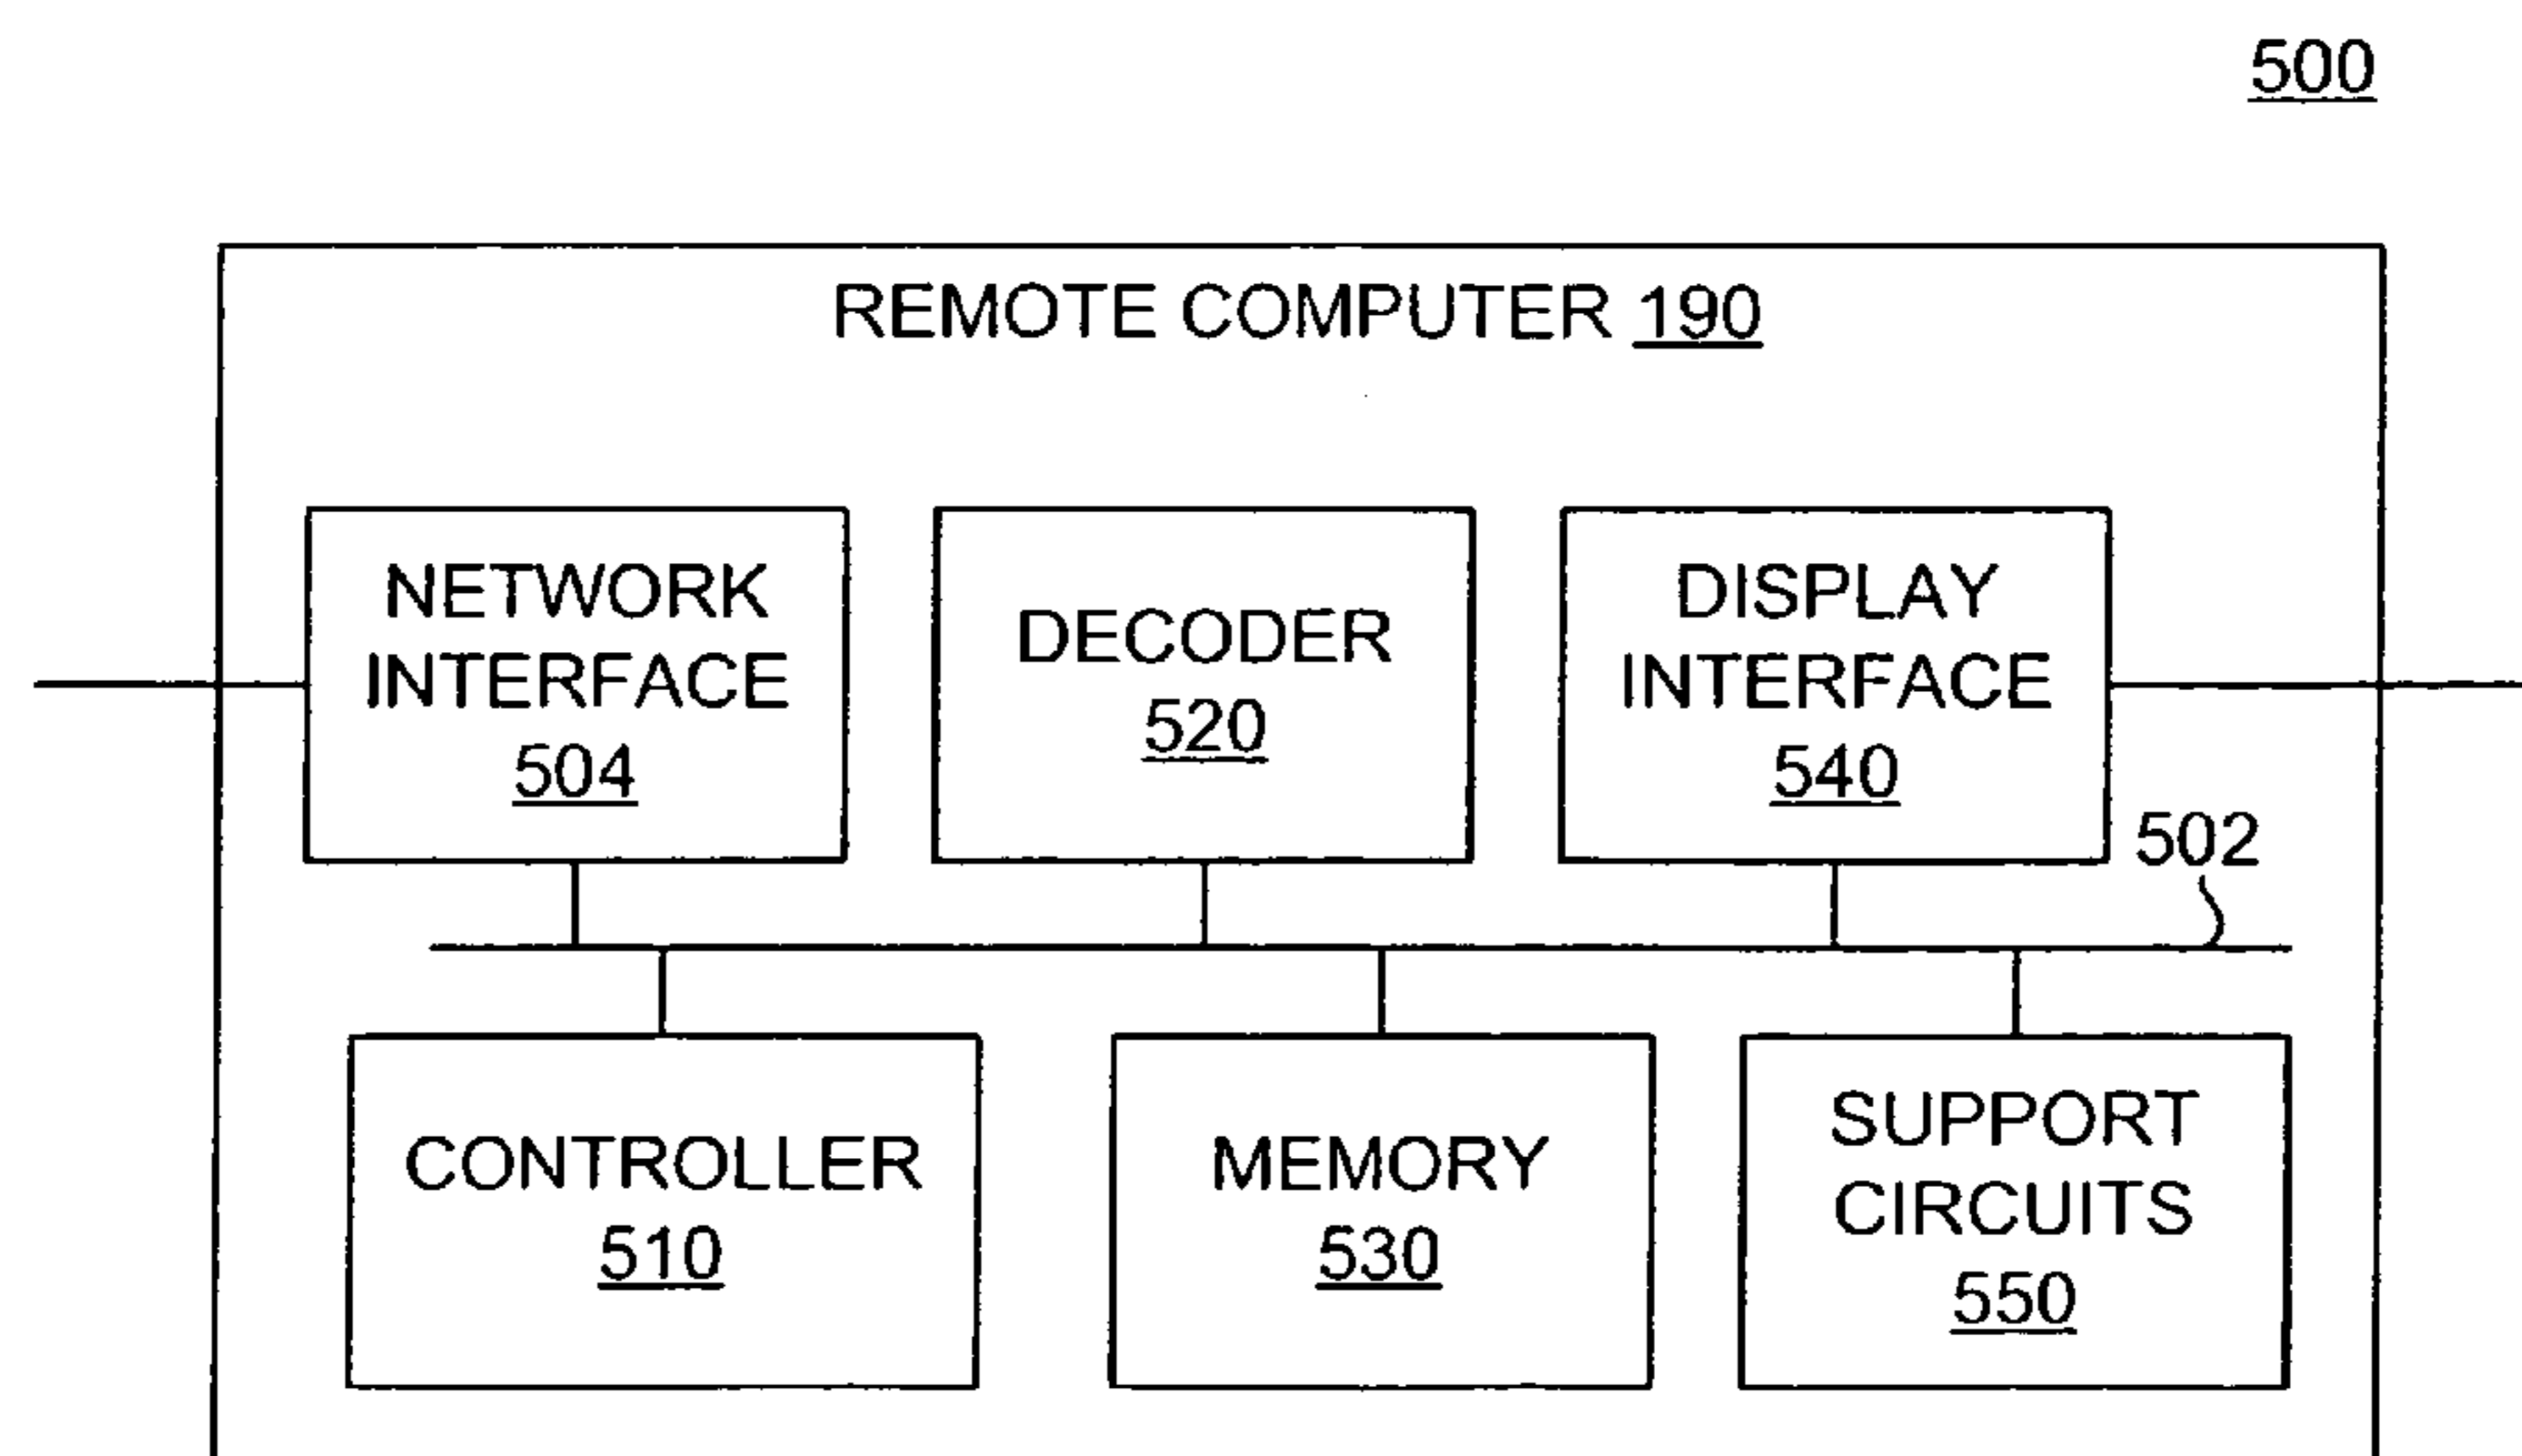 500
REMOTE COMPUTER 190
NETWORK
INTERFACE
504
DECODER
520
DISPLAY
INTERFACE
540
502
CONTROLLER
510
MEMORY
530
SUPPORT
CIRCUITS
550